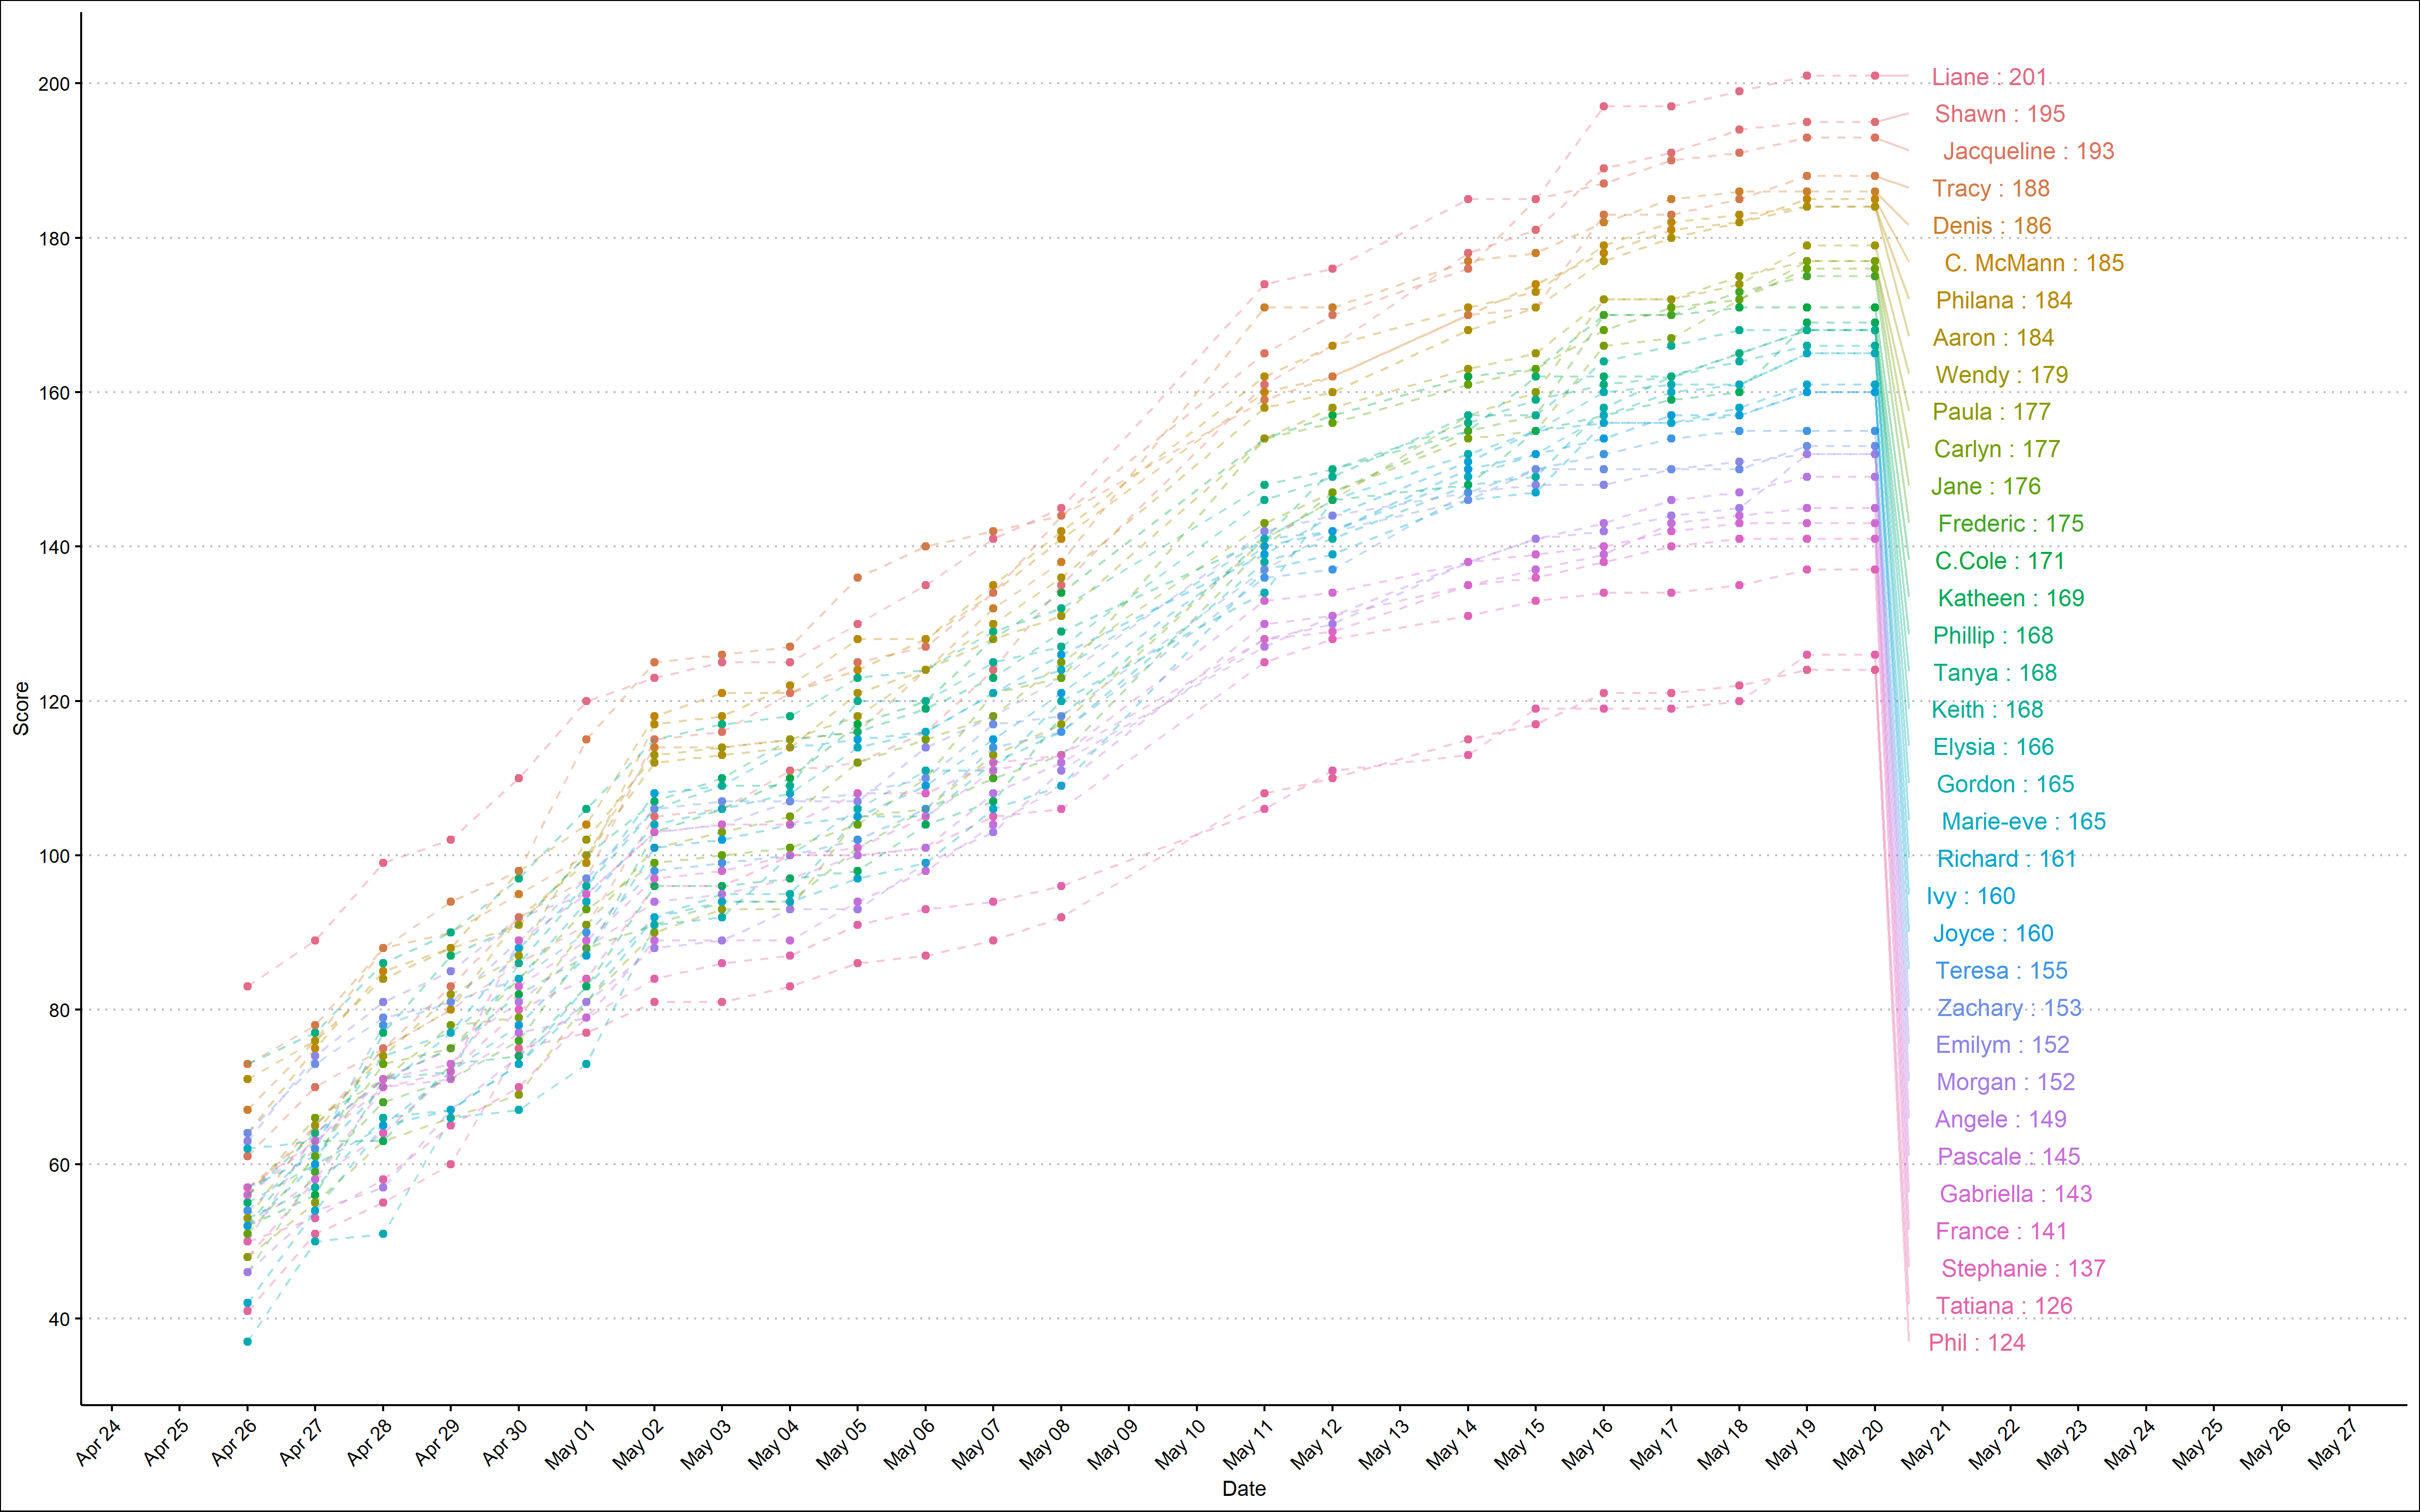 Score
200
180
160
140
120
100
80
60
40
Liane : 201
Shawn : 195
Jacqueline : 193
Tracy : 188
Denis : 186
C. McMann : 185
Philana : 184
Aaron : 184
Wendy : 179
Paula : 177
Carlyn : 177
Jane : 176
Frederic : 175
C.Cole : 171
Katheen : 169
Phillip : 168
Tanya : 168
Keith : 168
Elysia : 166
Gordon : 165
Marie-eve : 165
Richard : 161
Ivy : 160
Joyce : 160
Teresa : 155
Zachary : 153
Emilym : 152
Morgan : 152
Angele : 149
Pascale : 145
Gabriella : 143
France : 141
Stephanie : 137
Tatiana : 126
Phil : 124
Apr 24
Apr 25
Apr 26
Apr 27
Apr 28
Apr 29
Apr 30
May 01
May 02
May 03
May 04
May 05
May 06
May 07
May 08
May 09
May 10
May 11
May 12
May 13
May 14
May 15
May 16
May 17
May 18
May 19
May 20
May 21
May 22
May 23
May 24
May 25
May 26
May 27
Date